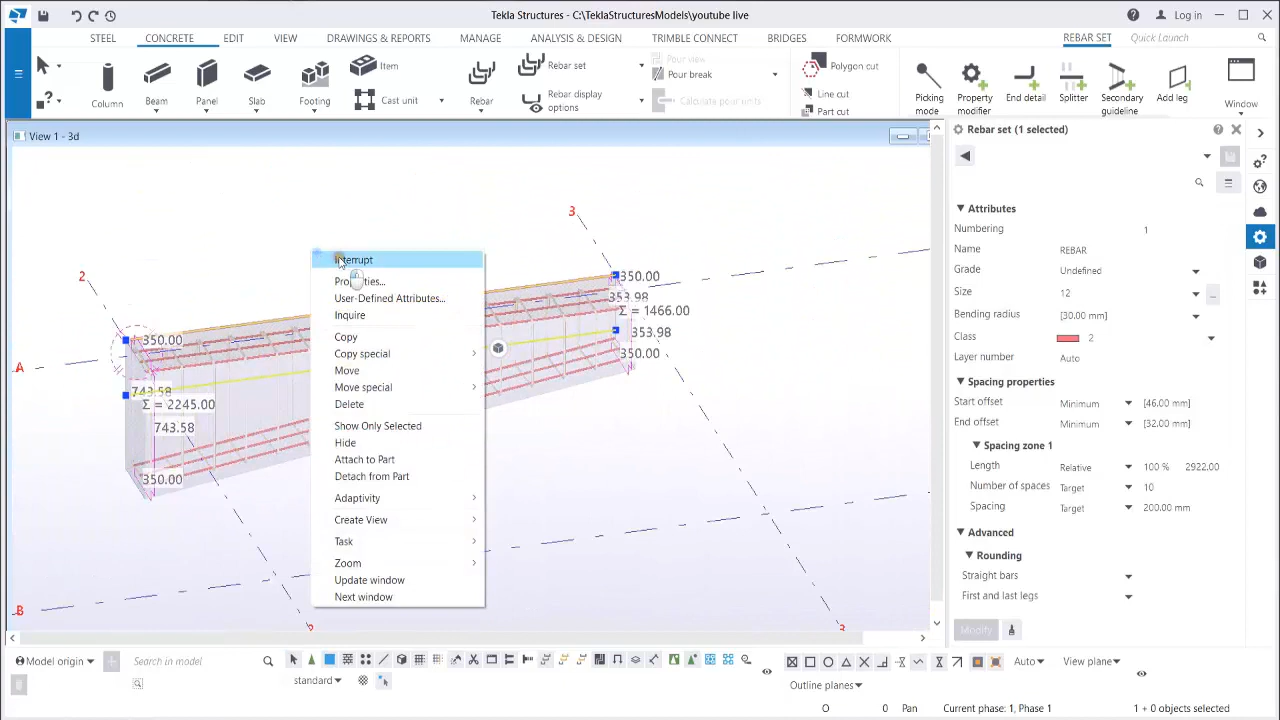 Tekla Structures - C:\TeklaStructuresModels\youtube live
Log in
STEEL CONCRETE EDIT VIEW DRAWINGS & REPORTS MANAGE ANALYSIS & DESIGN TRIMBLE CONNECT BRIDGES FORMWORK REBAR SET Quick Launch
Item
Cast unit
Column
Beam
Panel
Slab
Footing
Rebar
Rebar set
Rebar display options
Pour view
Pour break
Calculate pour units
Polygon cut
Line cut
Part cut
Picking mode
Property modifier
End detail
Splitter
Secondary guideline
Add leg
Window
View 1 - 3d
2
3
A
B
2
3
350.00
743.58
Σ = 2245.00
743.58
350.00
350.00
353.98
Σ = 1466.00
353.98
350.00
Interrupt
Properties...
User-Defined Attributes...
Inquire
Copy
Copy special
Move
Move special
Delete
Show Only Selected
Hide
Attach to Part
Detach from Part
Adaptivity
Create View
Task
Zoom
Update window
Next window
Rebar set (1 selected)
Attributes
Numbering 1
Name REBAR
Grade Undefined
Size 12
Bending radius [30.00 mm]
Class 2
Layer number Auto
Spacing properties
Start offset Minimum [46.00 mm]
End offset Minimum [32.00 mm]
Spacing zone 1
Length Relative 100 % 2922.00
Number of spaces Target 10
Spacing Target 200.00 mm
Advanced
Rounding
Straight bars
First and last legs
Modify
Model origin Search in model
standard
Auto View plane
Outline planes
O 0 Pan Current phase: 1, Phase 1 1 + 0 objects selected